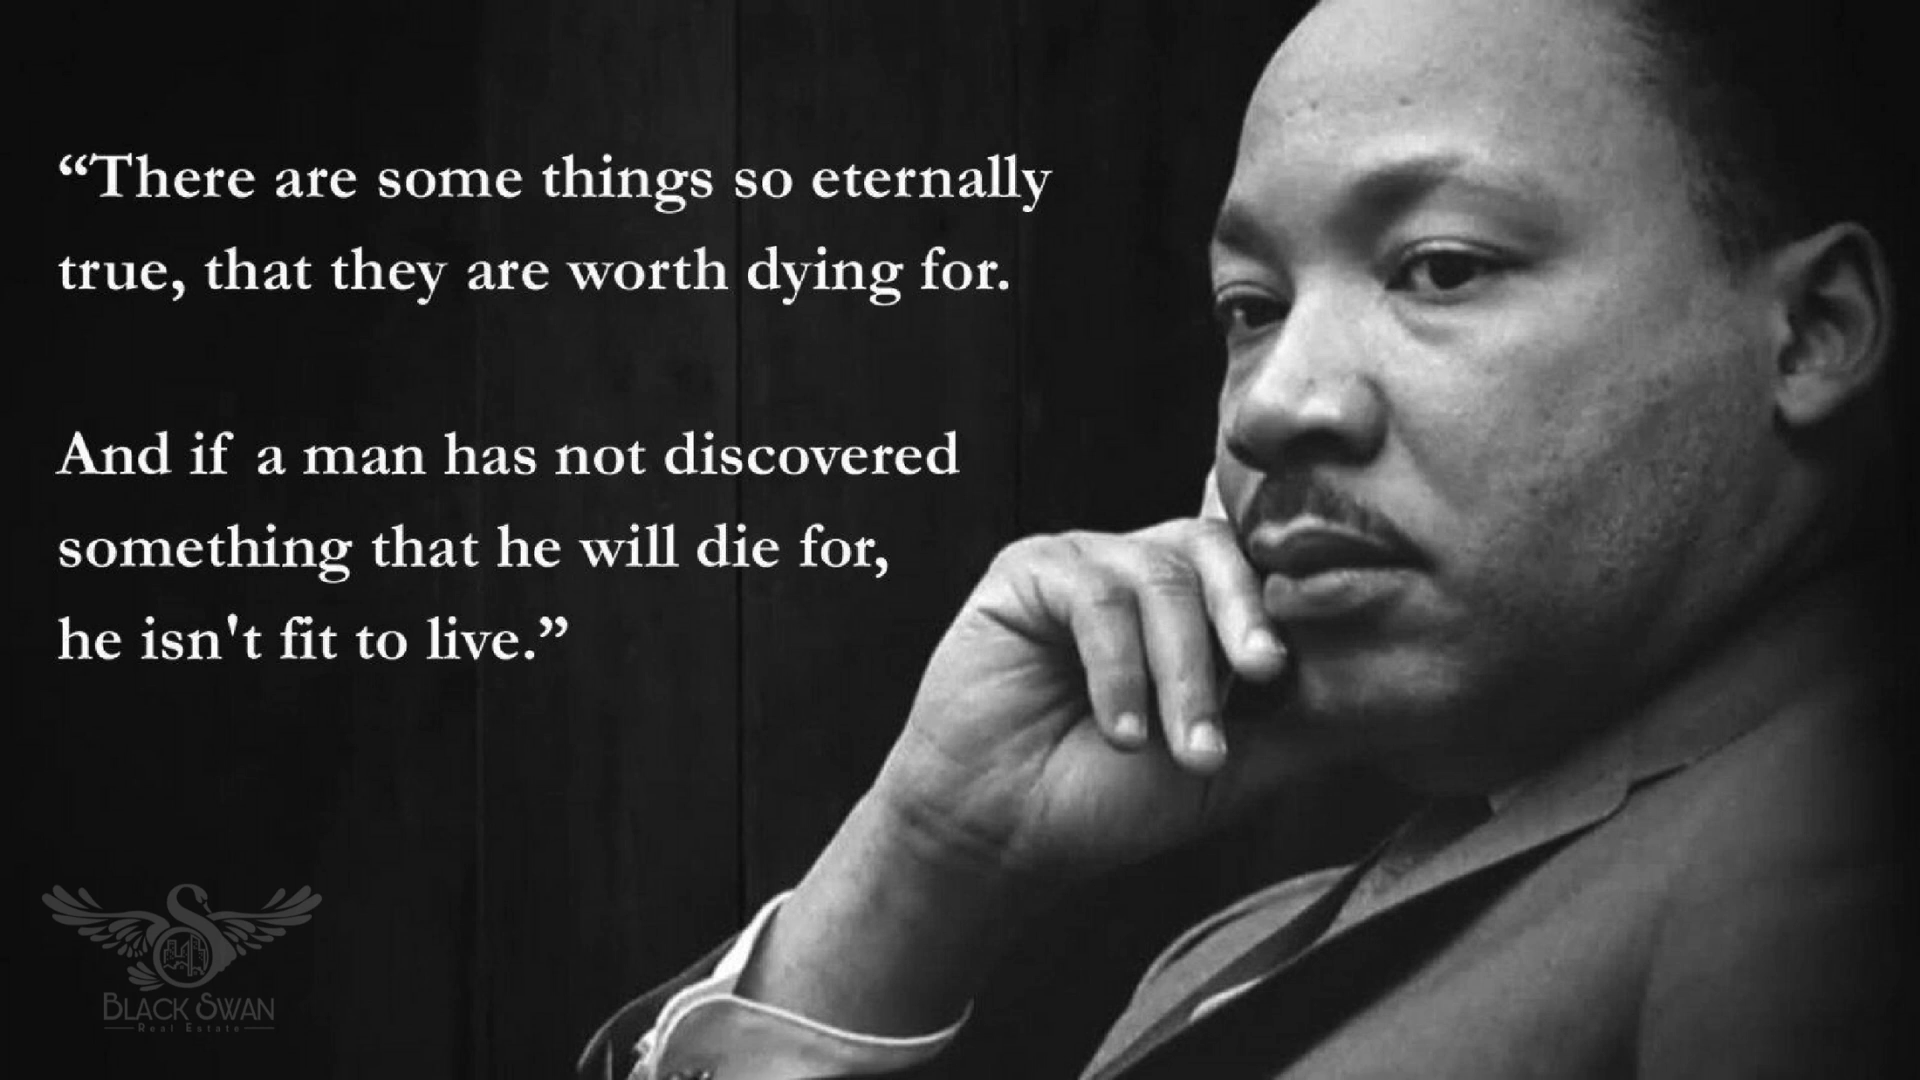 “There are some things so eternally
true, that they are worth dying for.
And if a man has not discovered
something that he will die for,
he isn't fit to live.”
BLACK SWAN
Real Estate